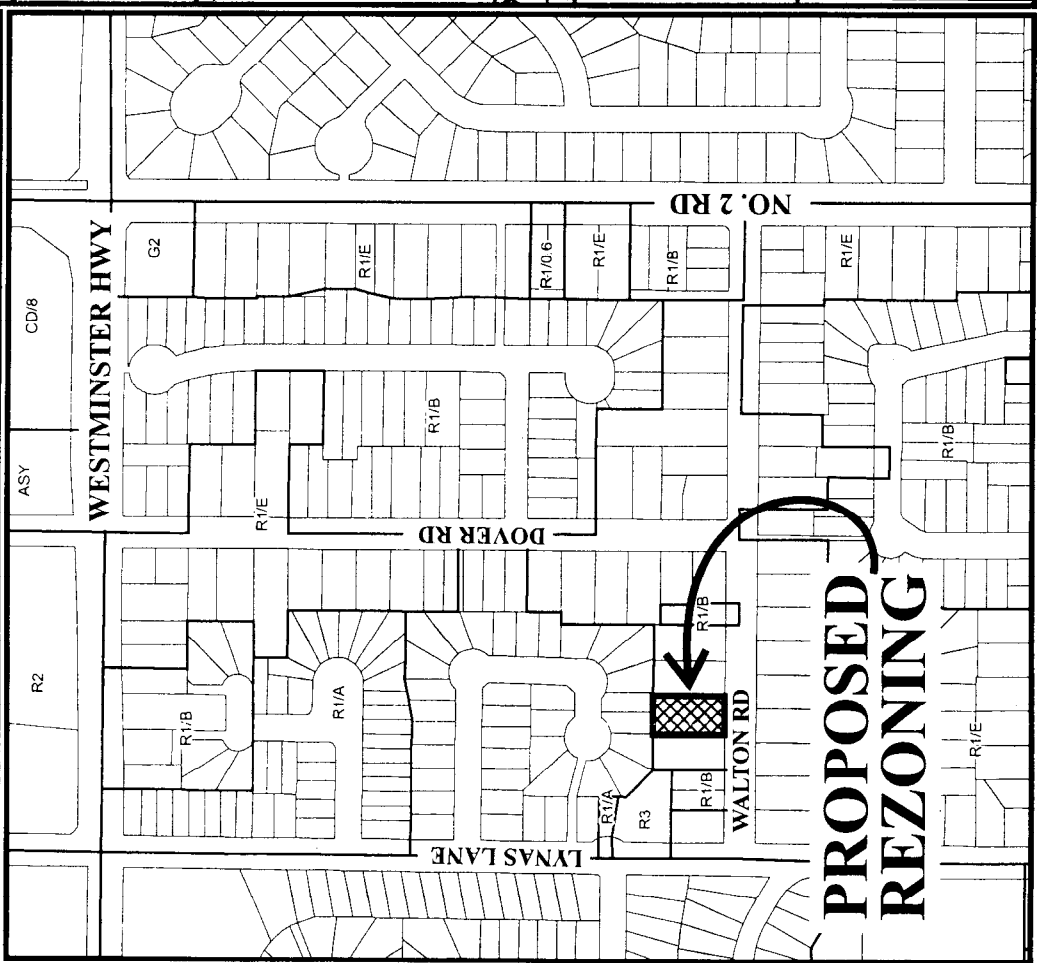 NO. 2 RD
WESTMINSTER HWY
CD/8
G2
R1/E
R1/0.6
R1/E
R1/B
R1/E
ASY
R1/B
R1/B
R1/E
DOVER RD
R2
R1/B
R1/A
R1/B
WALTON RD
R1/A
R3
R1/B
LYNAS LANE
R1/E
PROPOSED
REZONING